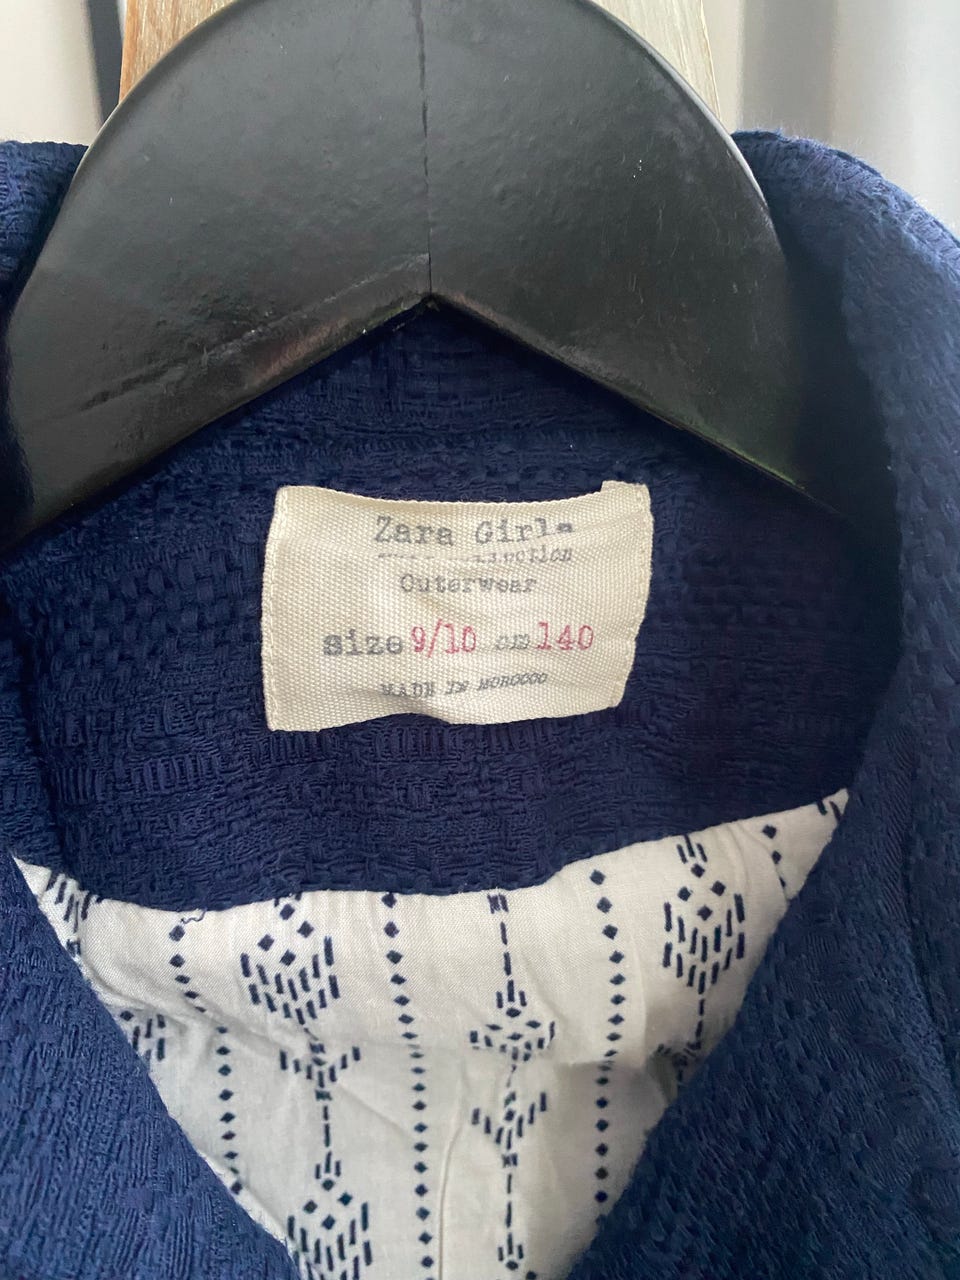 Zara Girls
Outerwear
size 9/10 cm 140
MADE IN MOROCCO